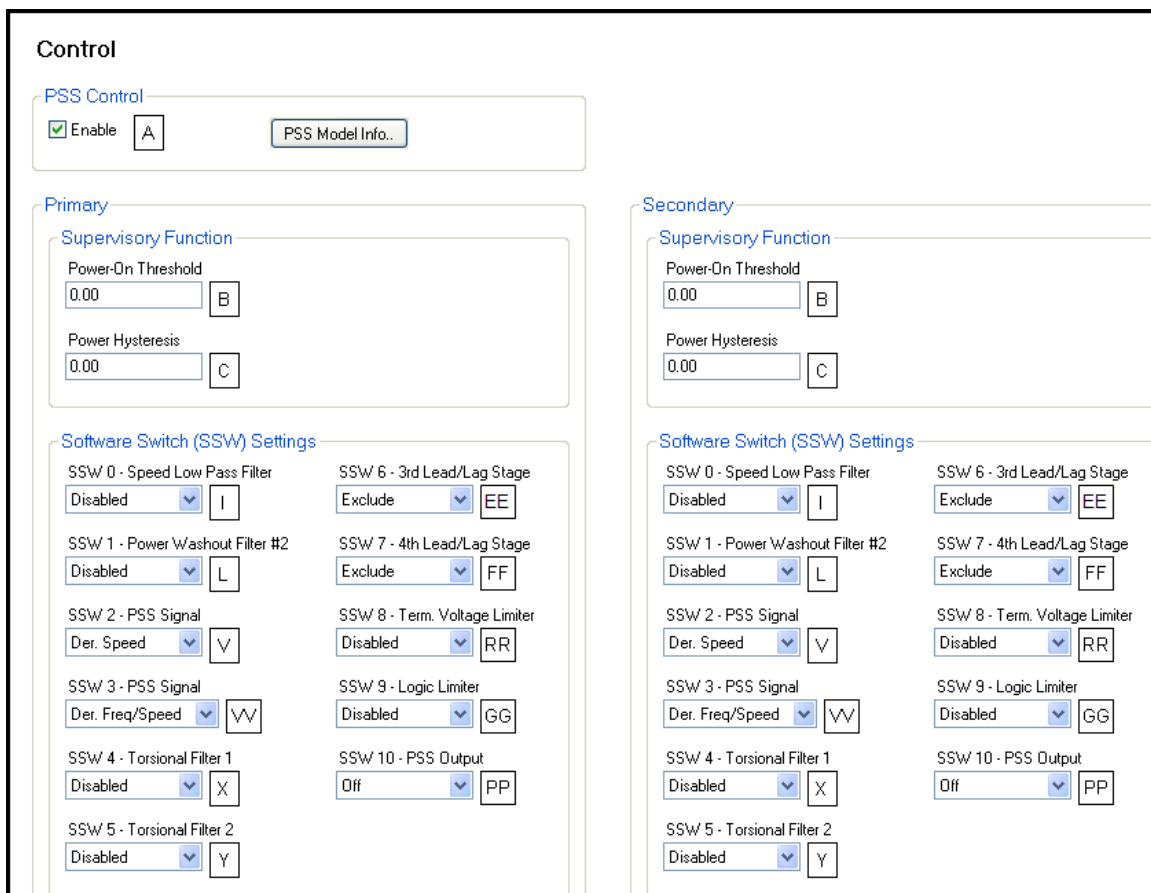 Control
PSS Control
Enable A PSS Model Info..
Primary
Supervisory Function
Power-On Threshold
0.00 B
Power Hysteresis
0.00 C
Software Switch (SSW) Settings
SSW 0 - Speed Low Pass Filter
Disabled I
SSW 1 - Power Washout Filter #2
Disabled L
SSW 2 - PSS Signal
Der. Speed V
SSW 3 - PSS Signal
Der. Freq/Speed W
SSW 4 - Torsional Filter 1
Disabled X
SSW 5 - Torsional Filter 2
Disabled Y
SSW 6 - 3rd Lead/Lag Stage
Exclude EE
SSW 7 - 4th Lead/Lag Stage
Exclude FF
SSW 8 - Term. Voltage Limiter
Disabled RR
SSW 9 - Logic Limiter
Disabled GG
SSW 10 - PSS Output
Off PP
Secondary
Supervisory Function
Power-On Threshold
0.00 B
Power Hysteresis
0.00 C
Software Switch (SSW) Settings
SSW 0 - Speed Low Pass Filter
Disabled I
SSW 1 - Power Washout Filter #2
Disabled L
SSW 2 - PSS Signal
Der. Speed V
SSW 3 - PSS Signal
Der. Freq/Speed W
SSW 4 - Torsional Filter 1
Disabled X
SSW 5 - Torsional Filter 2
Disabled Y
SSW 6 - 3rd Lead/Lag Stage
Exclude EE
SSW 7 - 4th Lead/Lag Stage
Exclude FF
SSW 8 - Term. Voltage Limiter
Disabled RR
SSW 9 - Logic Limiter
Disabled GG
SSW 10 - PSS Output
Off PP